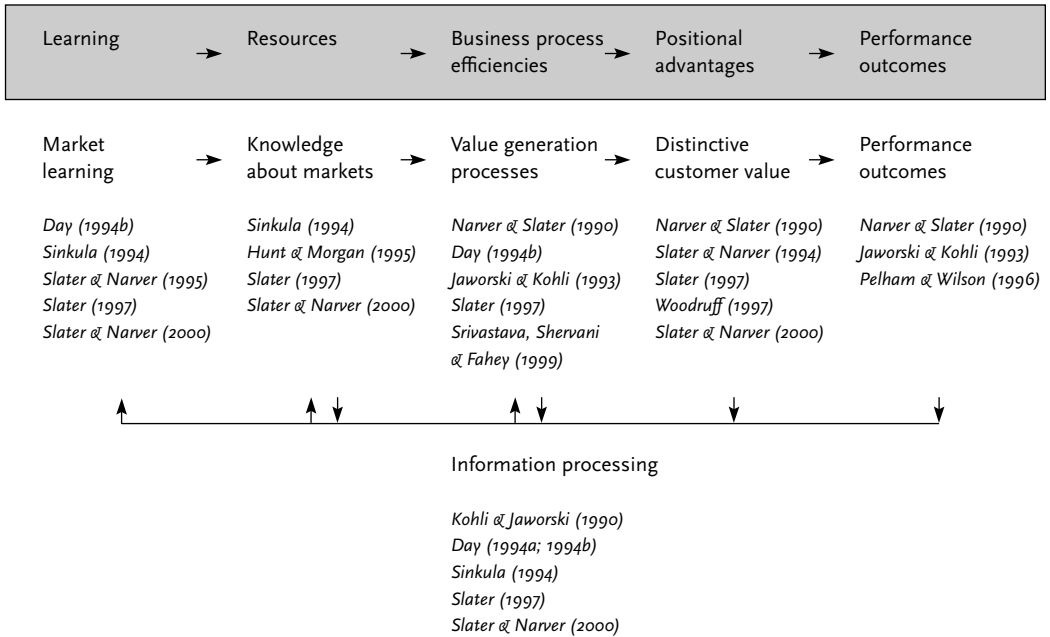 Learning
Resources
Business process
efficiencies
Positional
advantages
Performance
outcomes
Market
learning
Knowledge
about markets
Value generation
processes
Distinctive
customer value
Performance
outcomes
Day (1994b)
Sinkula (1994)
Slater & Narver (1995)
Slater (1997)
Slater & Narver (2000)
Sinkula (1994)
Hunt & Morgan (1995)
Slater (1997)
Slater & Narver (2000)
Narver & Slater (1990)
Day (1994b)
Jaworski & Kohli (1993)
Slater (1997)
Srivastava, Shervani
& Fahey (1999)
Narver & Slater (1990)
Slater & Narver (1994)
Slater (1997)
Woodruff (1997)
Slater & Narver (2000)
Narver & Slater (1990)
Jaworski & Kohli (1993)
Pelham & Wilson (1996)
Information processing
Kohli & Jaworski (1990)
Day (1994a; 1994b)
Sinkula (1994)
Slater (1997)
Slater & Narver (2000)